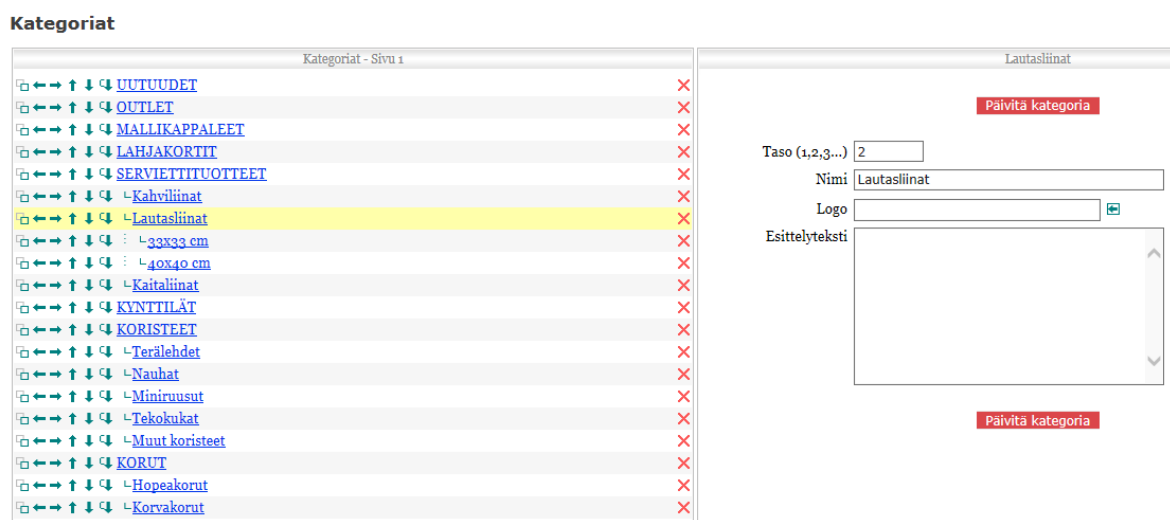 Kategoriat
Kategoriat - Sivu 1
UUTUUDET
OUTLET
MALLIKAPPALEET
LAHJAKORTIT
SERVIETTITUOTTEET
Kahviliinat
Lautasliinat
33x33 cm
40x40 cm
Kaitaliinat
KYNTTILÄT
KORISTEET
Terälehdet
Nauhat
Miniruusut
Tekokukat
Muut koristeet
KORUT
Hopeakorut
Korvakorut
Lautasliinat
Päivitä kategoria
Taso (1,2,3...) 2
Nimi Lautasliinat
Logo
Esittelyteksti
Päivitä kategoria